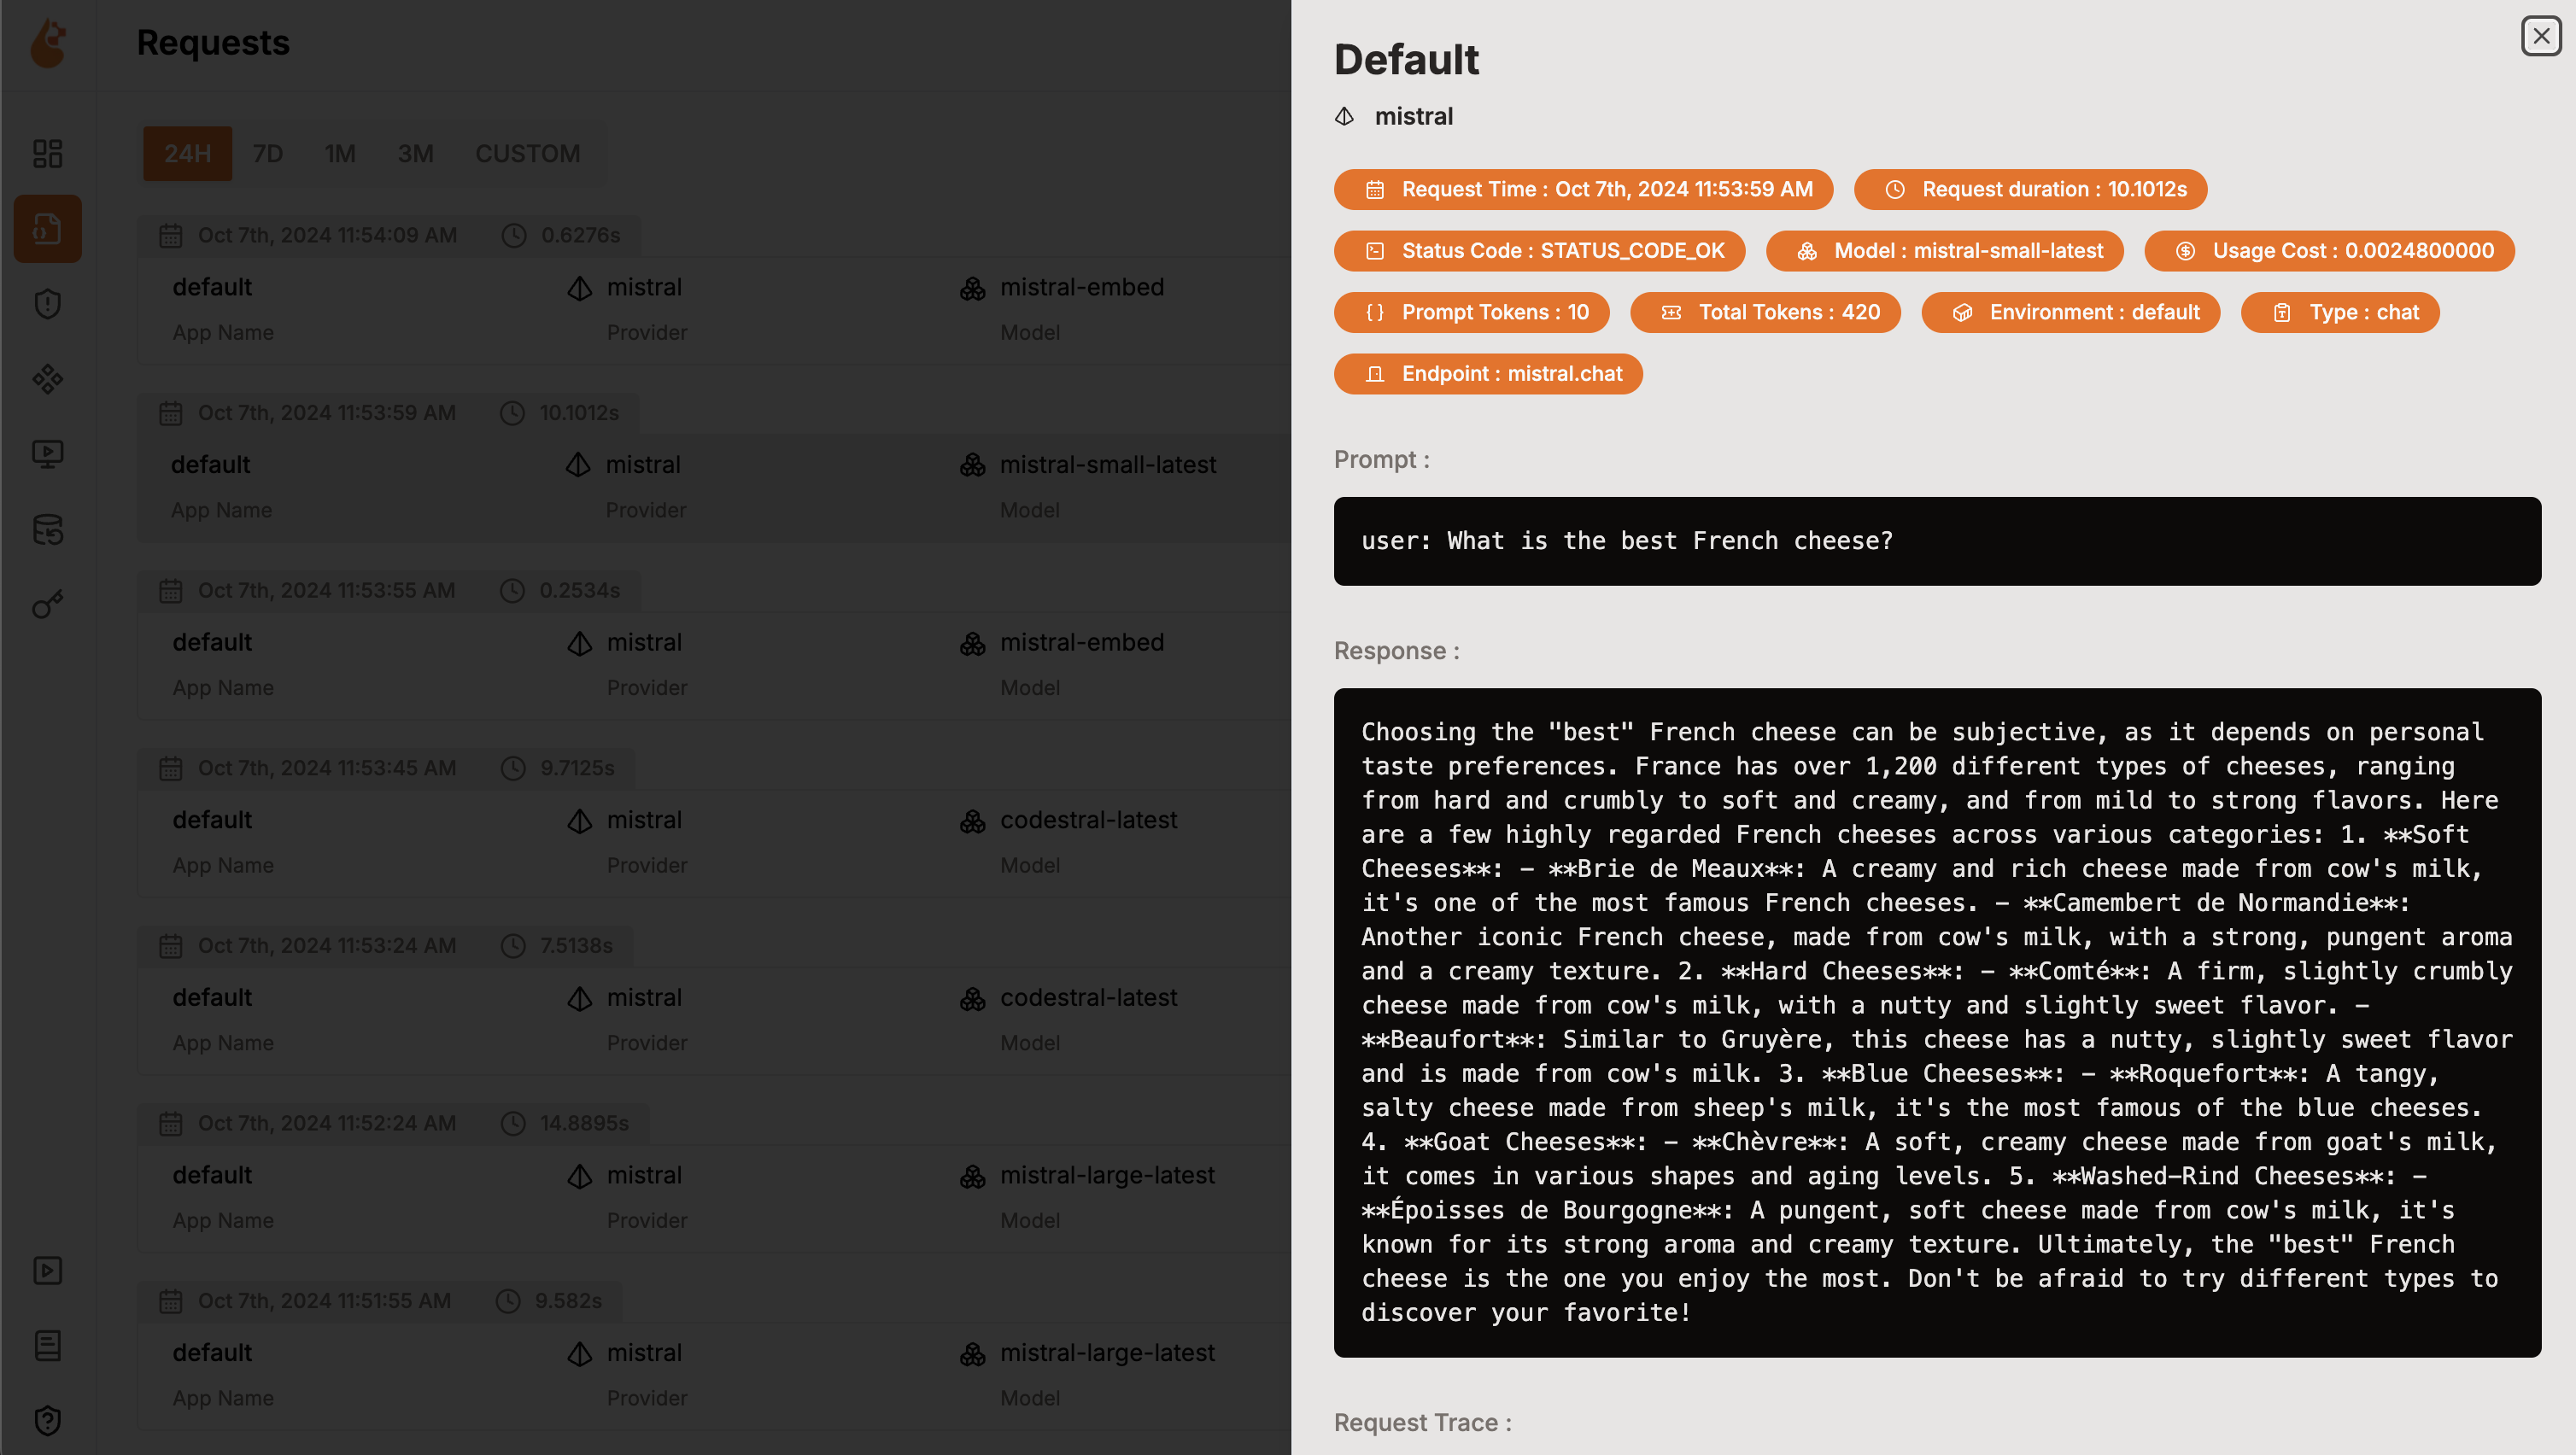 Requests
24H 7D 1M 3M CUSTOM
Oct 7th, 2024 11:54:09 AM 0.6276s
default mistral mistral-embed
App Name Provider Model
Oct 7th, 2024 11:53:59 AM 10.1012s
default mistral mistral-small-latest
App Name Provider Model
Oct 7th, 2024 11:53:55 AM 0.2534s
default mistral mistral-embed
App Name Provider Model
Oct 7th, 2024 11:53:45 AM 9.7125s
default mistral codestral-latest
App Name Provider Model
Oct 7th, 2024 11:53:24 AM 7.5138s
default mistral codestral-latest
App Name Provider Model
Oct 7th, 2024 11:52:24 AM 14.8895s
default mistral mistral-large-latest
App Name Provider Model
Oct 7th, 2024 11:51:55 AM 9.582s
default mistral mistral-large-latest
App Name Provider Model
Default
mistral
Request Time : Oct 7th, 2024 11:53:59 AM Request duration : 10.1012s
Status Code : STATUS_CODE_OK Model : mistral-small-latest Usage Cost : 0.0024800000
Prompt Tokens : 10 Total Tokens : 420 Environment : default Type : chat
Endpoint : mistral.chat
Prompt :
user: What is the best French cheese?
Response :
Choosing the "best" French cheese can be subjective, as it depends on personal
taste preferences. France has over 1,200 different types of cheeses, ranging
from hard and crumbly to soft and creamy, and from mild to strong flavors. Here
are a few highly regarded French cheeses across various categories: 1. **Soft
Cheeses**: - **Brie de Meaux**: A creamy and rich cheese made from cow's milk,
it's one of the most famous French cheeses. - **Camembert de Normandie**:
Another iconic French cheese, made from cow's milk, with a strong, pungent aroma
and a creamy texture. 2. **Hard Cheeses**: - **Comté**: A firm, slightly crumbly
cheese made from cow's milk, with a nutty and slightly sweet flavor. -
**Beaufort**: Similar to Gruyère, this cheese has a nutty, slightly sweet flavor
and is made from cow's milk. 3. **Blue Cheeses**: - **Roquefort**: A tangy,
salty cheese made from sheep's milk, it's the most famous of the blue cheeses.
4. **Goat Cheeses**: - **Chèvre**: A soft, creamy cheese made from goat's milk,
it comes in various shapes and aging levels. 5. **Washed-Rind Cheeses**: -
**Époisses de Bourgogne**: A pungent, soft cheese made from cow's milk, it's
known for its strong aroma and creamy texture. Ultimately, the "best" French
cheese is the one you enjoy the most. Don't be afraid to try different types to
discover your favorite!
Request Trace :